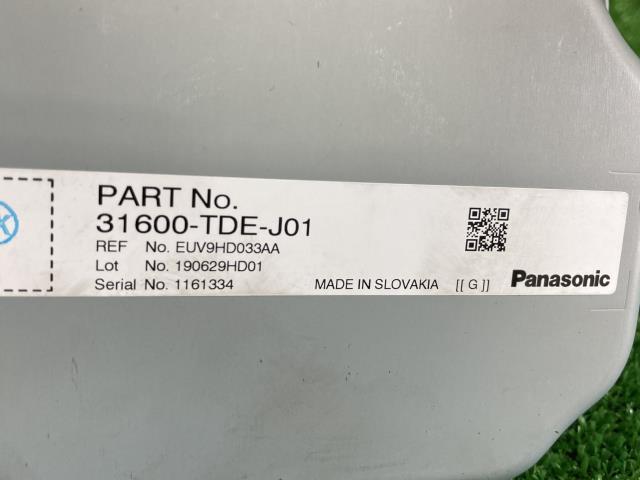 PART No.
31600-TDE-J01
REF No. EUV9HD033AA
Lot No. 190629HD01
Serial No. 1161334
MADE IN SLOVAKIA [[ G ]] Panasonic